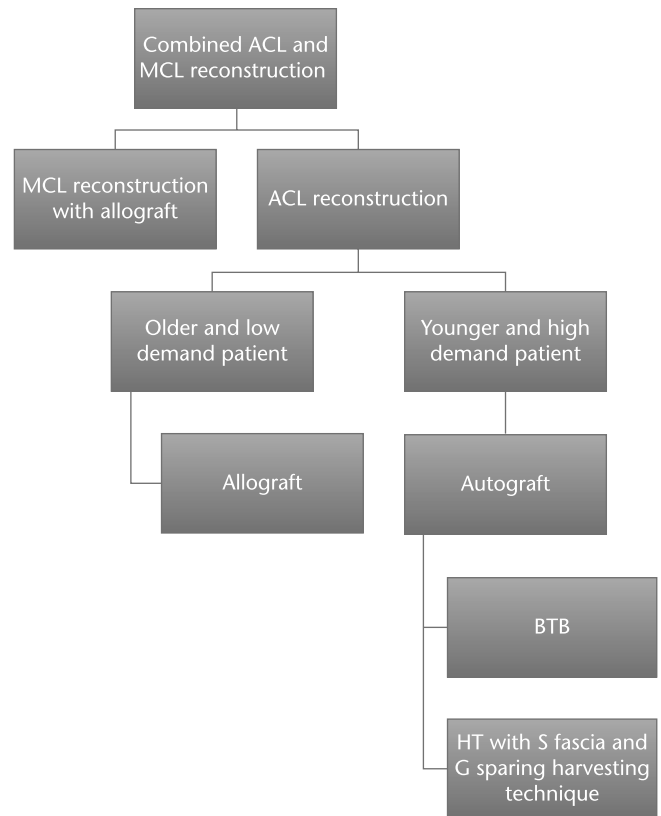 Combined ACL and
MCL reconstruction
MCL reconstruction
with allograft
ACL reconstruction
Older and low
demand patient
Younger and high
demand patient
Allograft
Autograft
BTB
HT with S fascia and
G sparing harvesting
technique